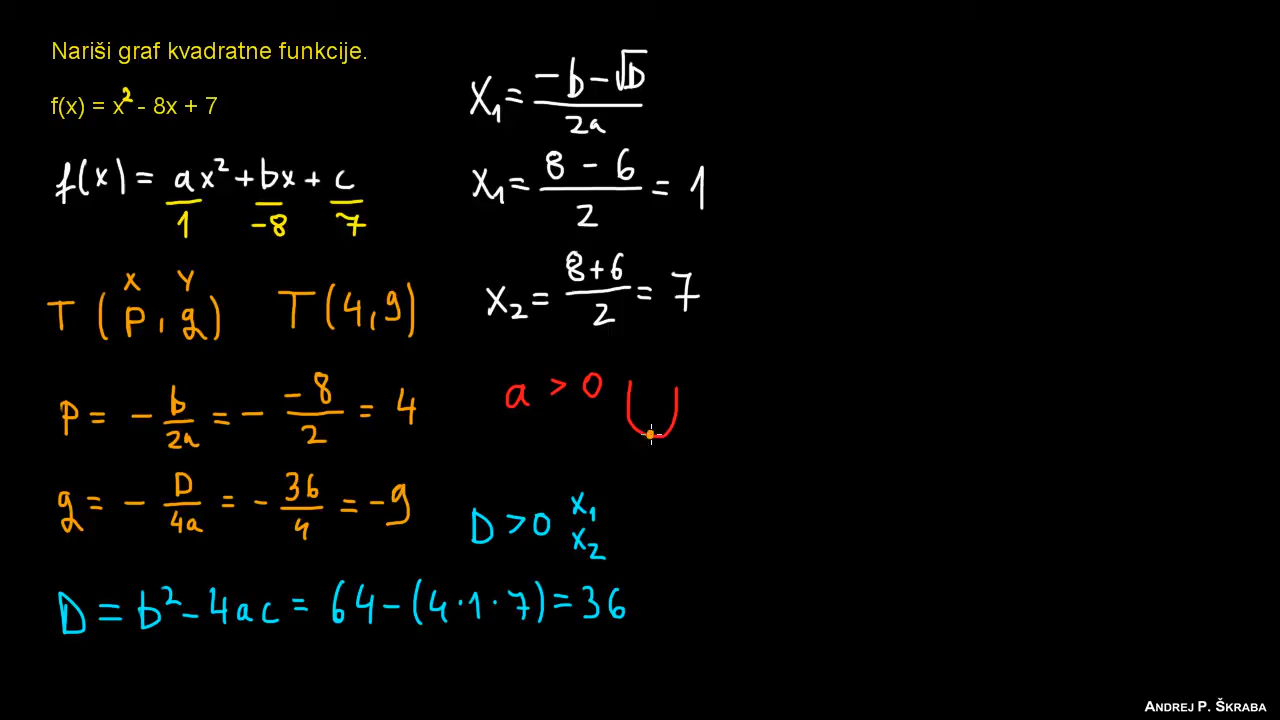 Nariši graf kvadratne funkcije.
f(x) = x² - 8x + 7
f(x) = ax² + bx + c
1 -8 7
x y
T (p, q) T (4, 9)
p = - b/2a = - -8/2 = 4
q = - D/4a = - 36/4 = -9
D = b² - 4ac = 64 - (4·1·7) = 36
x₁ = (-b - √D)/2a
x₁ = (8 - 6)/2 = 1
x₂ = (8+6)/2 = 7
a > 0
D > 0 x₁
x₂
ANDREJ P. ŠKRABA